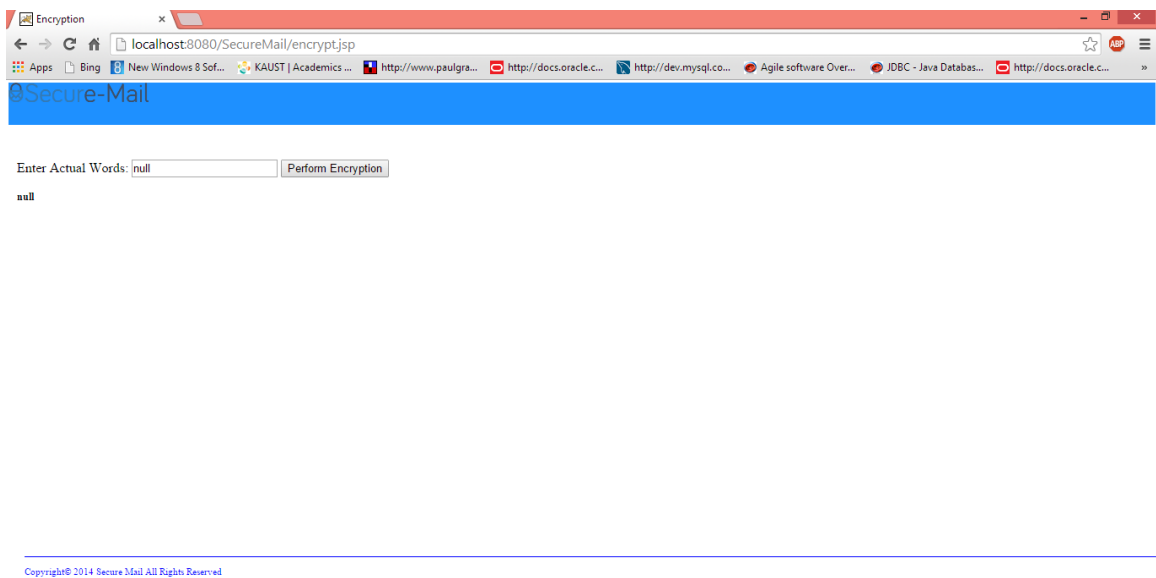 Encryption
localhost:8080/SecureMail/encrypt.jsp
ABP
Apps Bing 8 New Windows 8 Sof... KAUST | Academics ... http://www.paulgra... http://docs.oracle.c... http://dev.mysql.co... Agile software Over... JDBC - Java Databas... http://docs.oracle.c... »
Secure-Mail
Enter Actual Words: null Perform Encryption
null
Copyright© 2014 Secure Mail All Rights Reserved